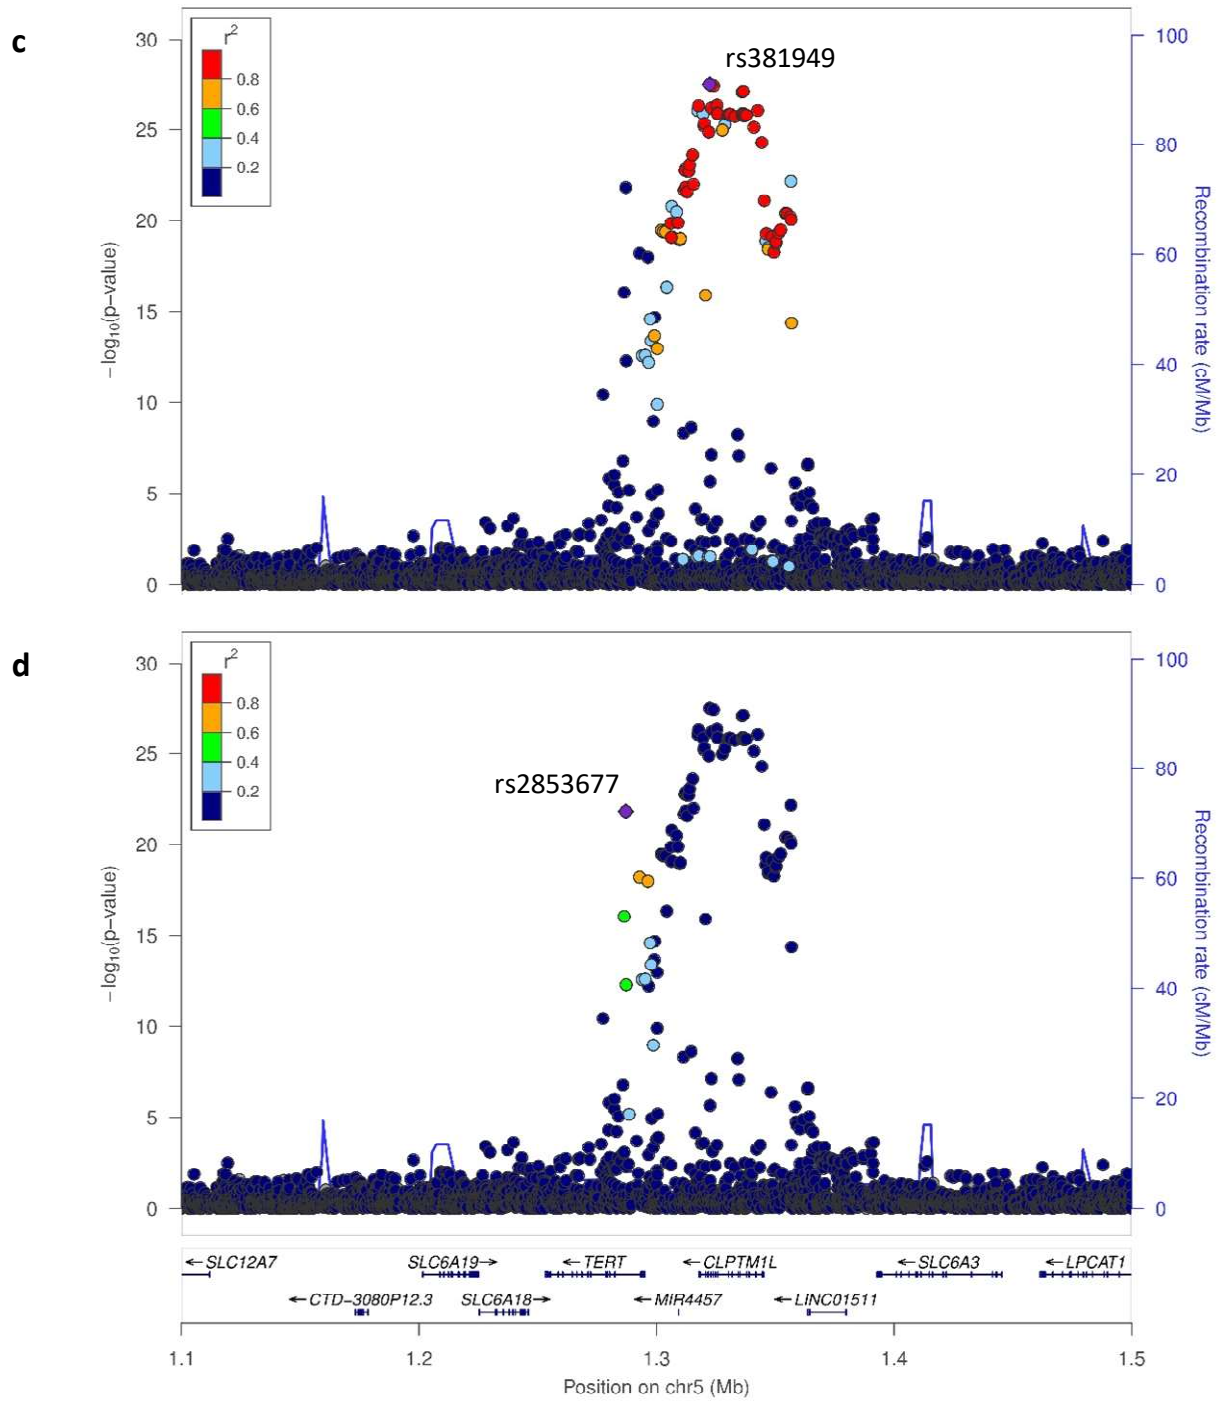 c
r2
0.8
0.6
0.4
0.2
rs381949
30
25
20
15
10
5
0
−log10(p−value)
100
80
60
40
20
0
Recombination rate (cM/Mb)
d
r2
0.8
0.6
0.4
0.2
rs2853677
30
25
20
15
10
5
0
−log10(p−value)
100
80
60
40
20
0
Recombination rate (cM/Mb)
←SLC12A7 SLC6A19→ ←TERT ←CLPTM1L ←SLC6A3 ←LPCAT1
←CTD−3080P12.3 SLC6A18→ ←MIR4457 ←LINC01511
1.1 1.2 1.3 1.4 1.5
Position on chr5 (Mb)